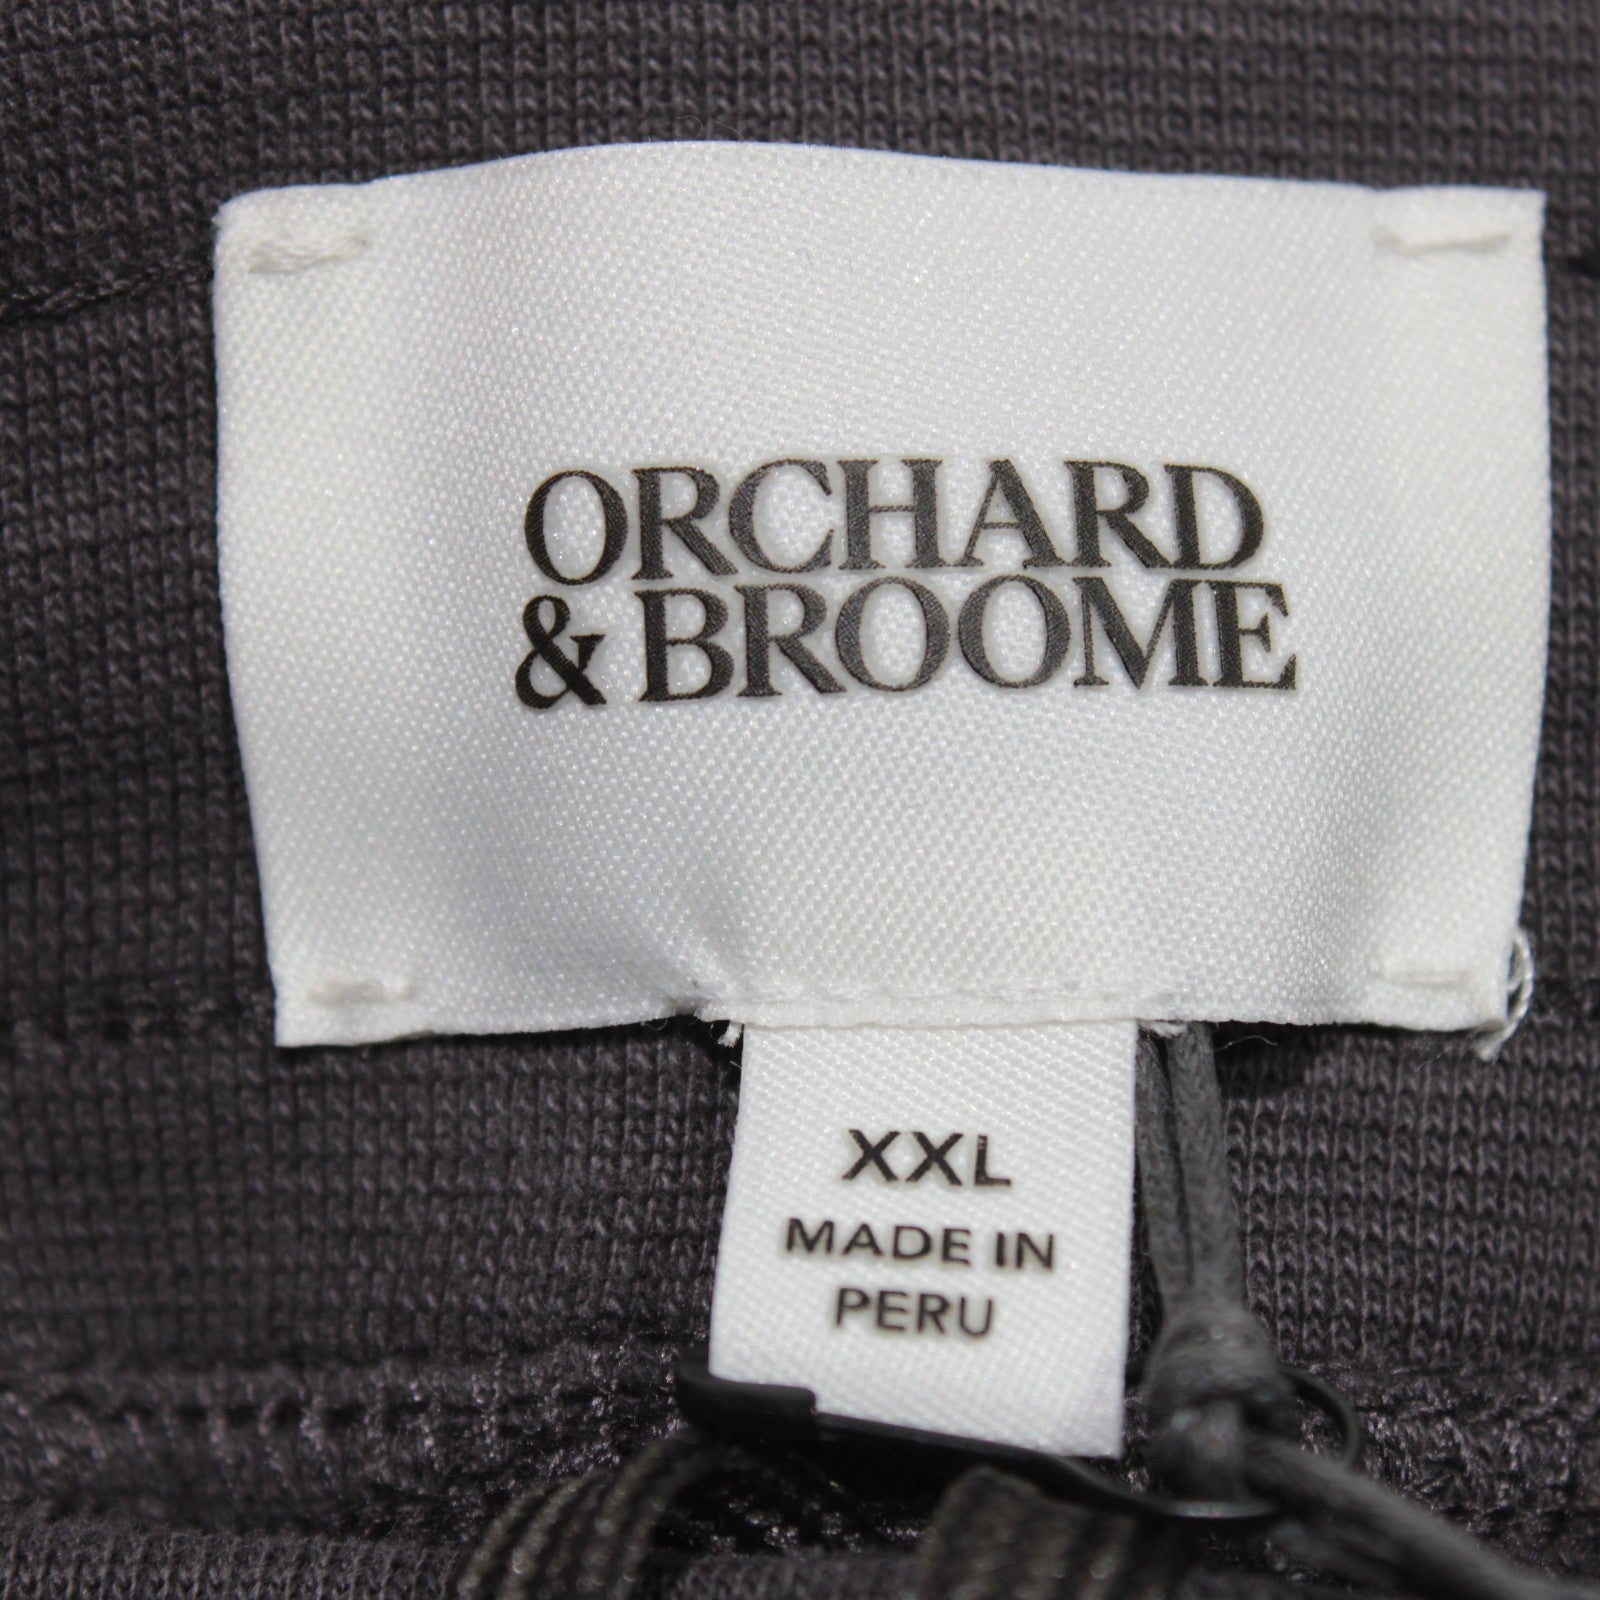 ORCHARD
& BROOME
XXL
MADE IN
PERU